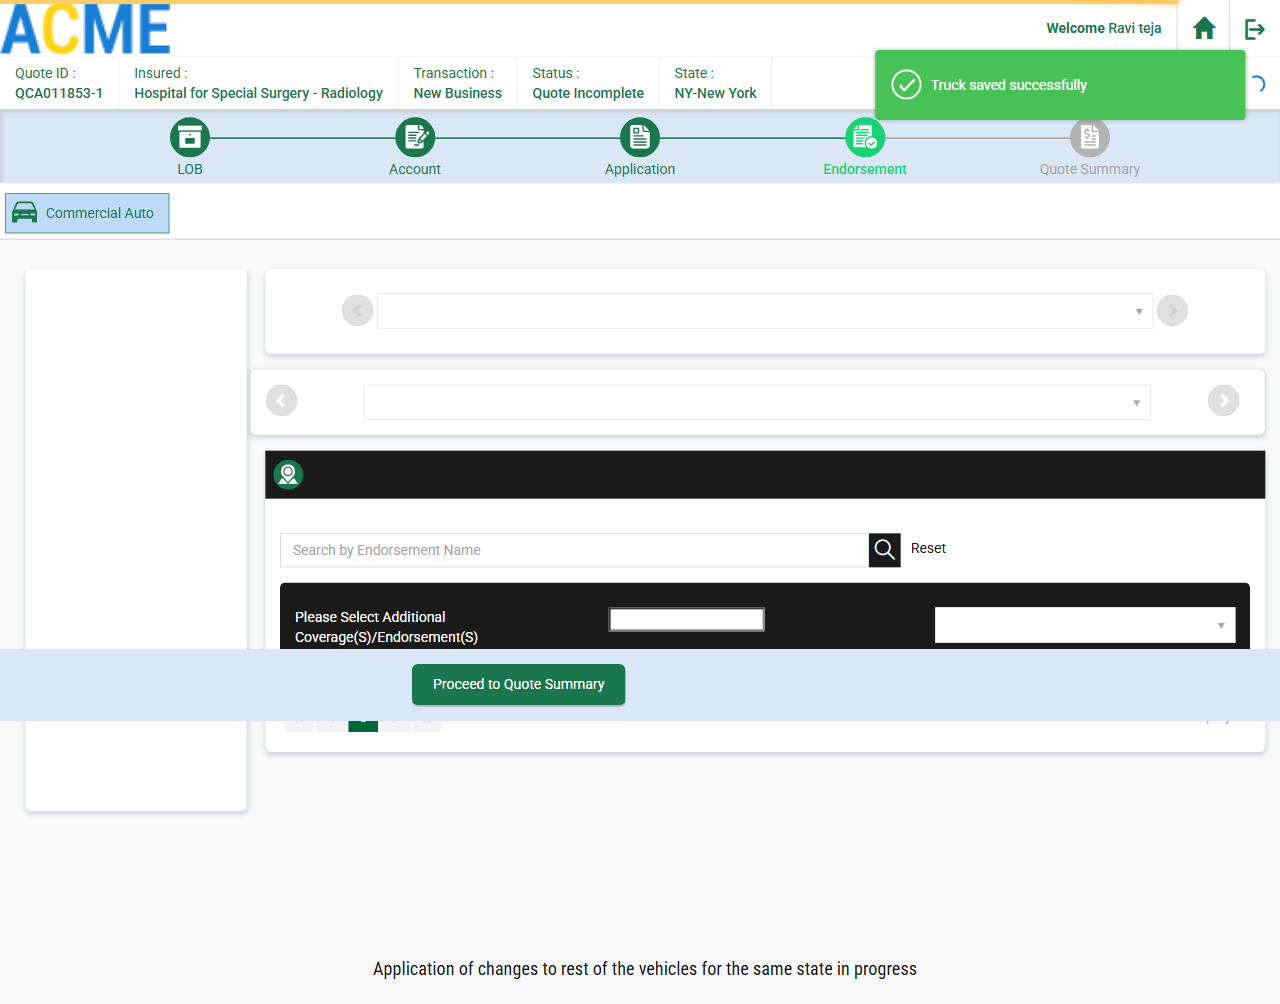 ACME
Welcome Ravi teja
Quote ID :
QCA011853-1
Insured :
Hospital for Special Surgery - Radiology
Transaction :
New Business
Status :
Quote Incomplete
State :
NY-New York
Truck saved successfully
LOB
Account
Application
Endorsement
Quote Summary
Commercial Auto
Search by Endorsement Name
Reset
Please Select Additional
Coverage(S)/Endorsement(S)
Proceed to Quote Summary
Application of changes to rest of the vehicles for the same state in progress